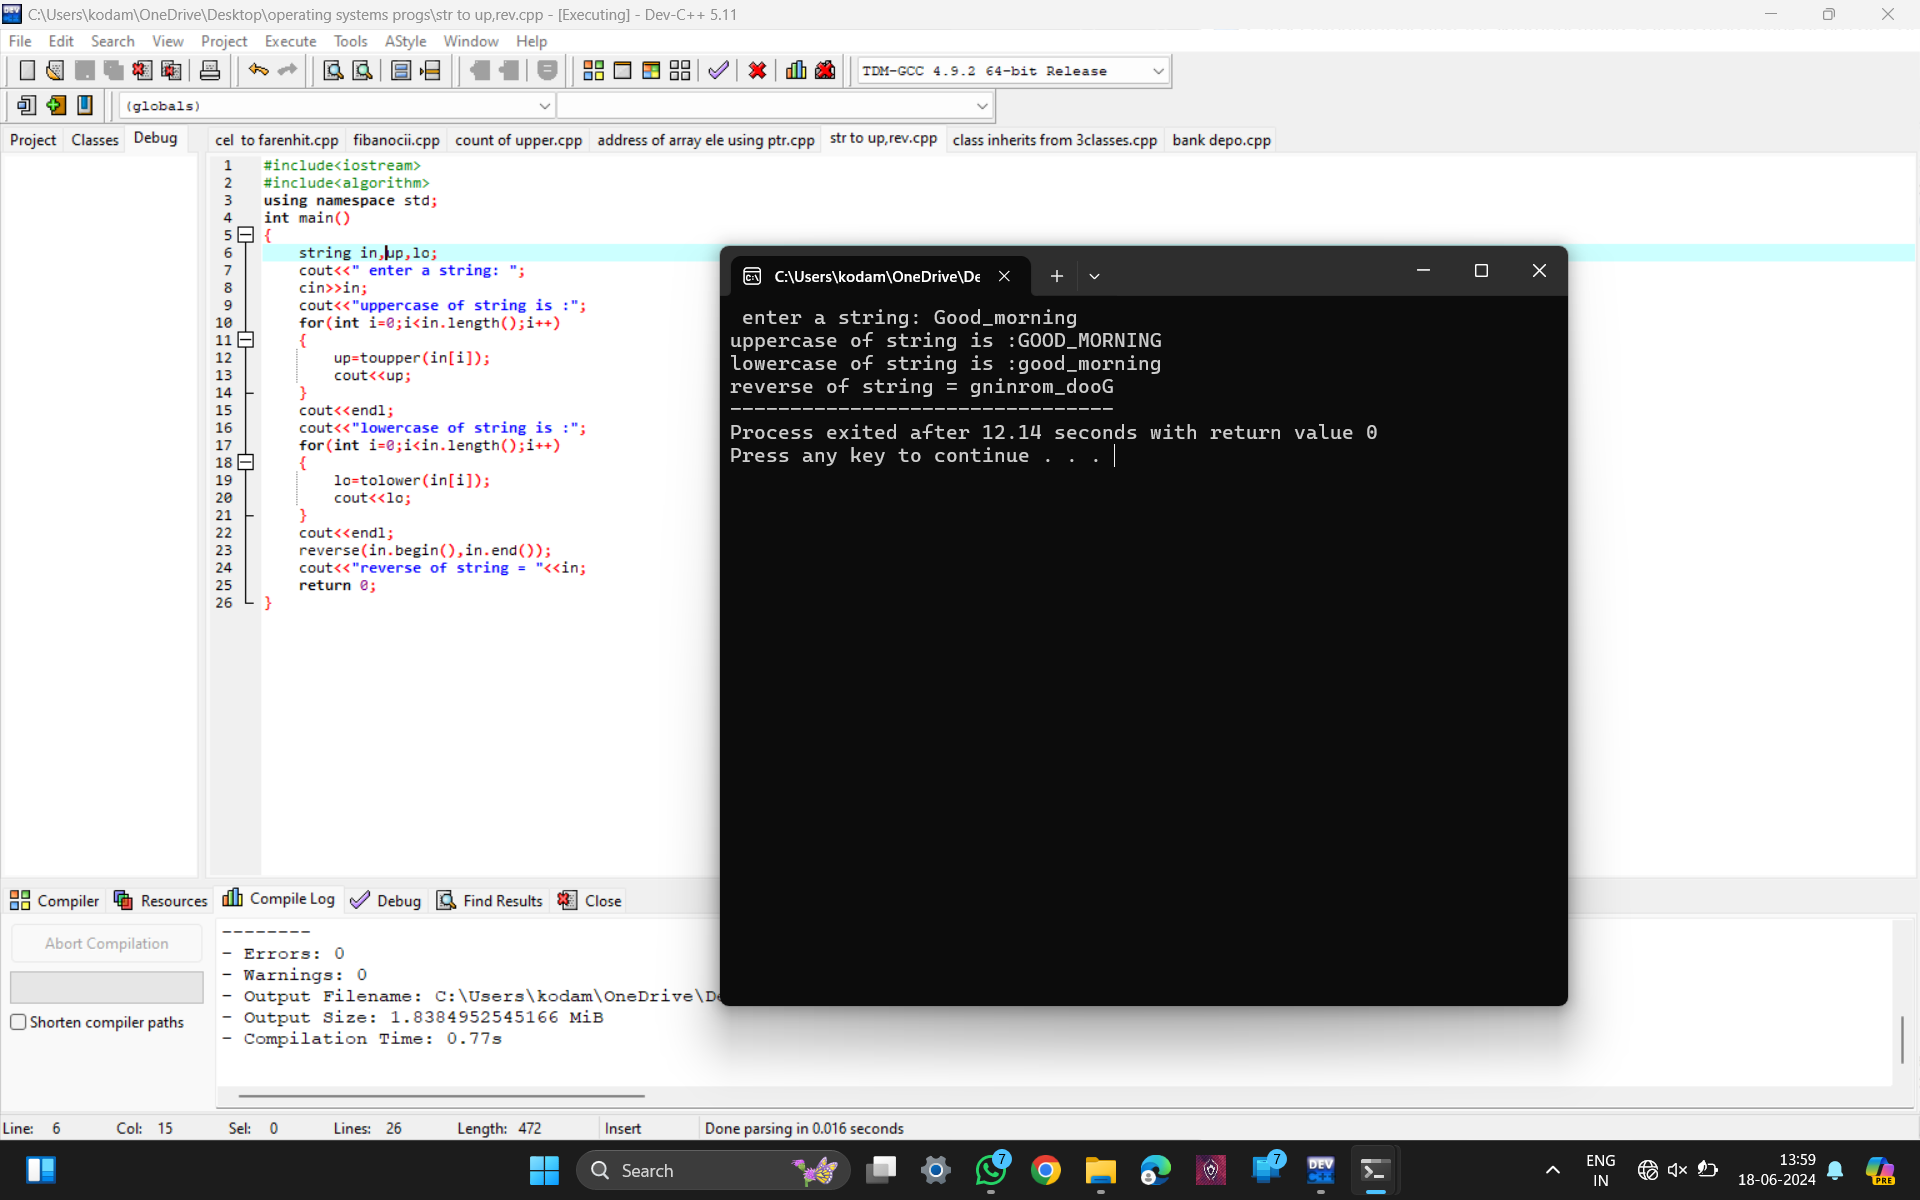 C:\Users\kodam\OneDrive\Desktop\operating systems progs\str to up,rev.cpp - [Executing] - Dev-C++ 5.11
File Edit Search View Project Execute Tools AStyle Window Help
TDM-GCC 4.9.2 64-bit Release
(globals)
Project Classes Debug
cel to farenhit.cpp fibanocii.cpp count of upper.cpp address of array ele using ptr.cpp str to up,rev.cpp class inherits from 3classes.cpp bank depo.cpp
1 #include<iostream>
2 #include<algorithm>
3 using namespace std;
4 int main()
5 {
6 string in,up,lo;
7 cout<<" enter a string: ";
8 cin>>in;
9 cout<<"uppercase of string is :";
10 for(int i=0;i<in.length();i++)
11 {
12 up=toupper(in[i]);
13 cout<<up;
14 }
15 cout<<endl;
16 cout<<"lowercase of string is :";
17 for(int i=0;i<in.length();i++)
18 {
19 lo=tolower(in[i]);
20 cout<<lo;
21 }
22 cout<<endl;
23 reverse(in.begin(),in.end());
24 cout<<"reverse of string = "<<in;
25 return 0;
26 }
C:\Users\kodam\OneDrive\De
enter a string: Good_morning
uppercase of string is :GOOD_MORNING
lowercase of string is :good_morning
reverse of string = gninrom_dooG
--------------------------------
Process exited after 12.14 seconds with return value 0
Press any key to continue . . .
Compiler Resources Compile Log Debug Find Results Close
Abort Compilation
Shorten compiler paths
--------
- Errors: 0
- Warnings: 0
- Output Filename: C:\Users\kodam\OneDrive\De
- Output Size: 1.8384952545166 MiB
- Compilation Time: 0.77s
Line: 6 Col: 15 Sel: 0 Lines: 26 Length: 472 Insert Done parsing in 0.016 seconds
Search
7
7
DEV
ENG
IN
13:59
18-06-2024
PRE